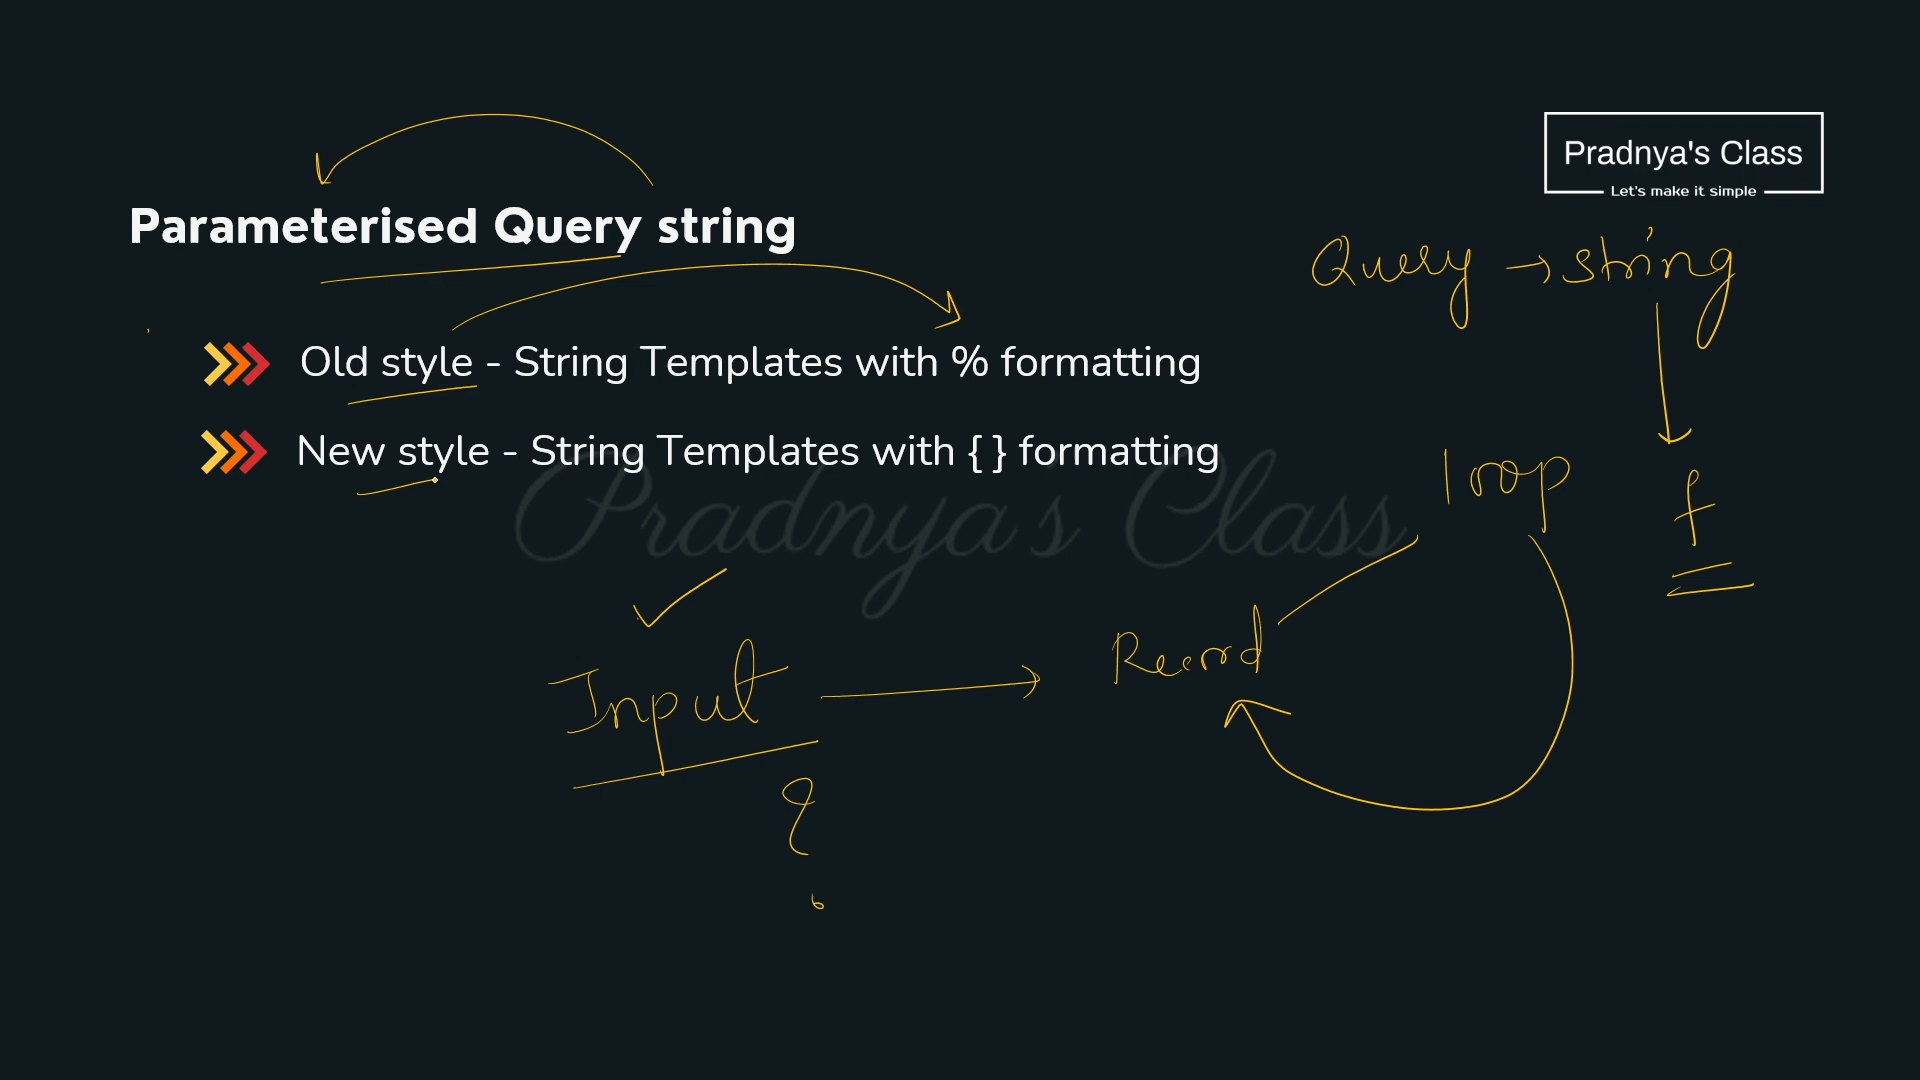 Pradnya's Class
Let's make it simple
Parameterised Query string
Query → string
Old style - String Templates with % formatting
New style - String Templates with { } formatting
loop
f
Pradnya's Class
Record
Input